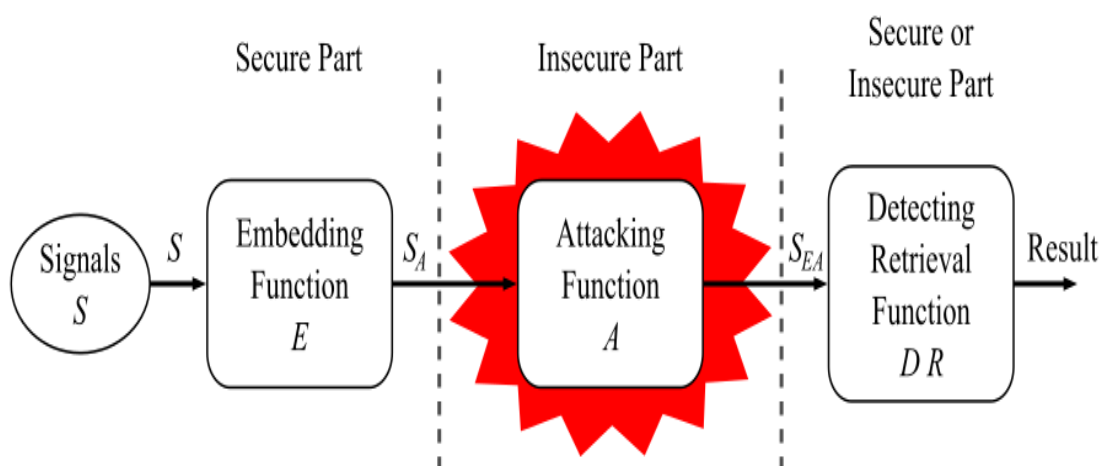 Secure Part
Insecure Part
Secure or
Insecure Part
Signals
S
S
Embedding
Function
E
S_A
Attacking
Function
A
S_EA
Detecting
Retrieval
Function
D R
Result